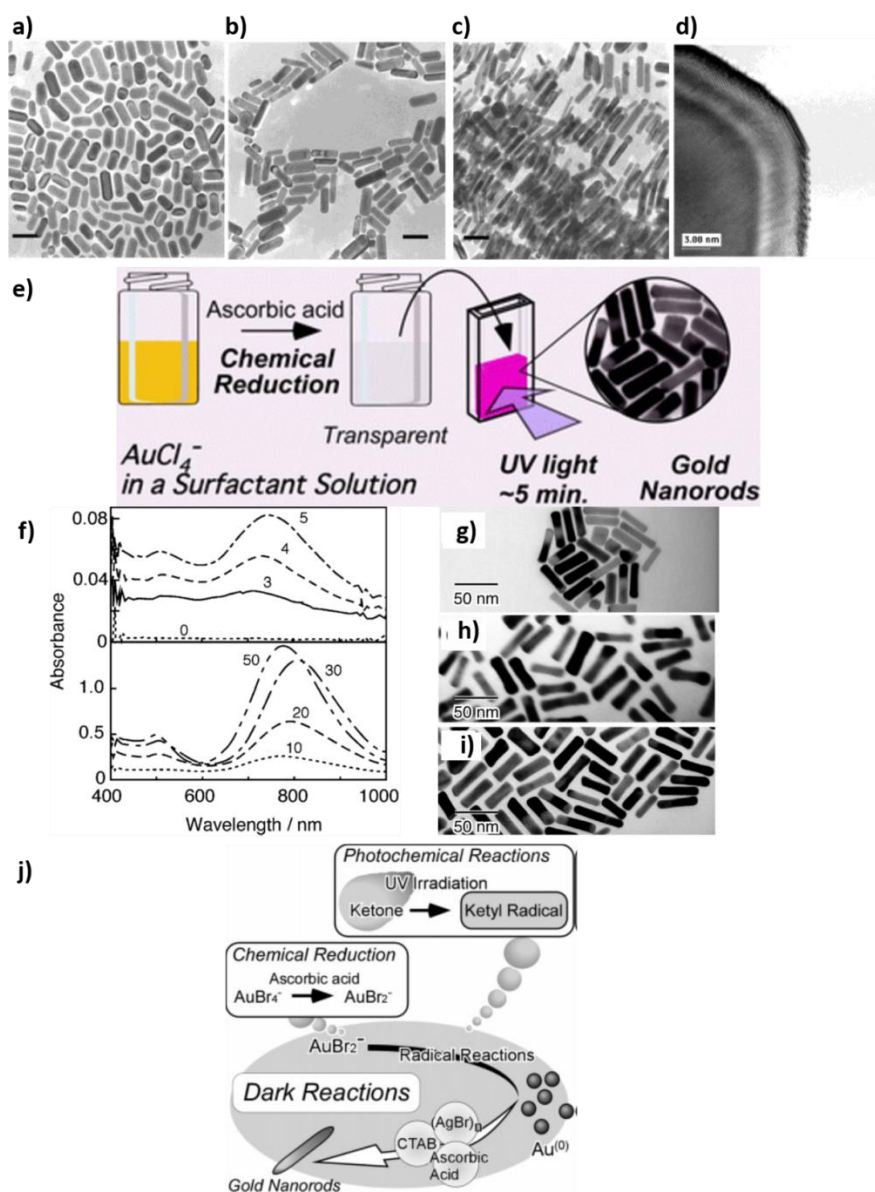 a)
b)
c)
d)
3.00 nm
e)
Ascorbic acid
Chemical
Reduction
Transparent
AuCl₄⁻
in a Surfactant Solution
UV light
~5 min.
Gold
Nanorods
f)
0.08
0.04
0
5
4
3
0
Absorbance
1.0
0.5
0
50
30
20
10
400
600
800
1000
Wavelength / nm
g)
50 nm
h)
50 nm
i)
50 nm
j)
Photochemical Reactions
UV Irradiation
Ketone
Ketyl Radical
Chemical Reduction
Ascorbic acid
AuBr₄⁻
AuBr₂⁻
AuBr₂⁻
Radical Reactions
Dark Reactions
(AgBr)n
CTAB
Ascorbic
Acid
Au(0)
Gold Nanorods